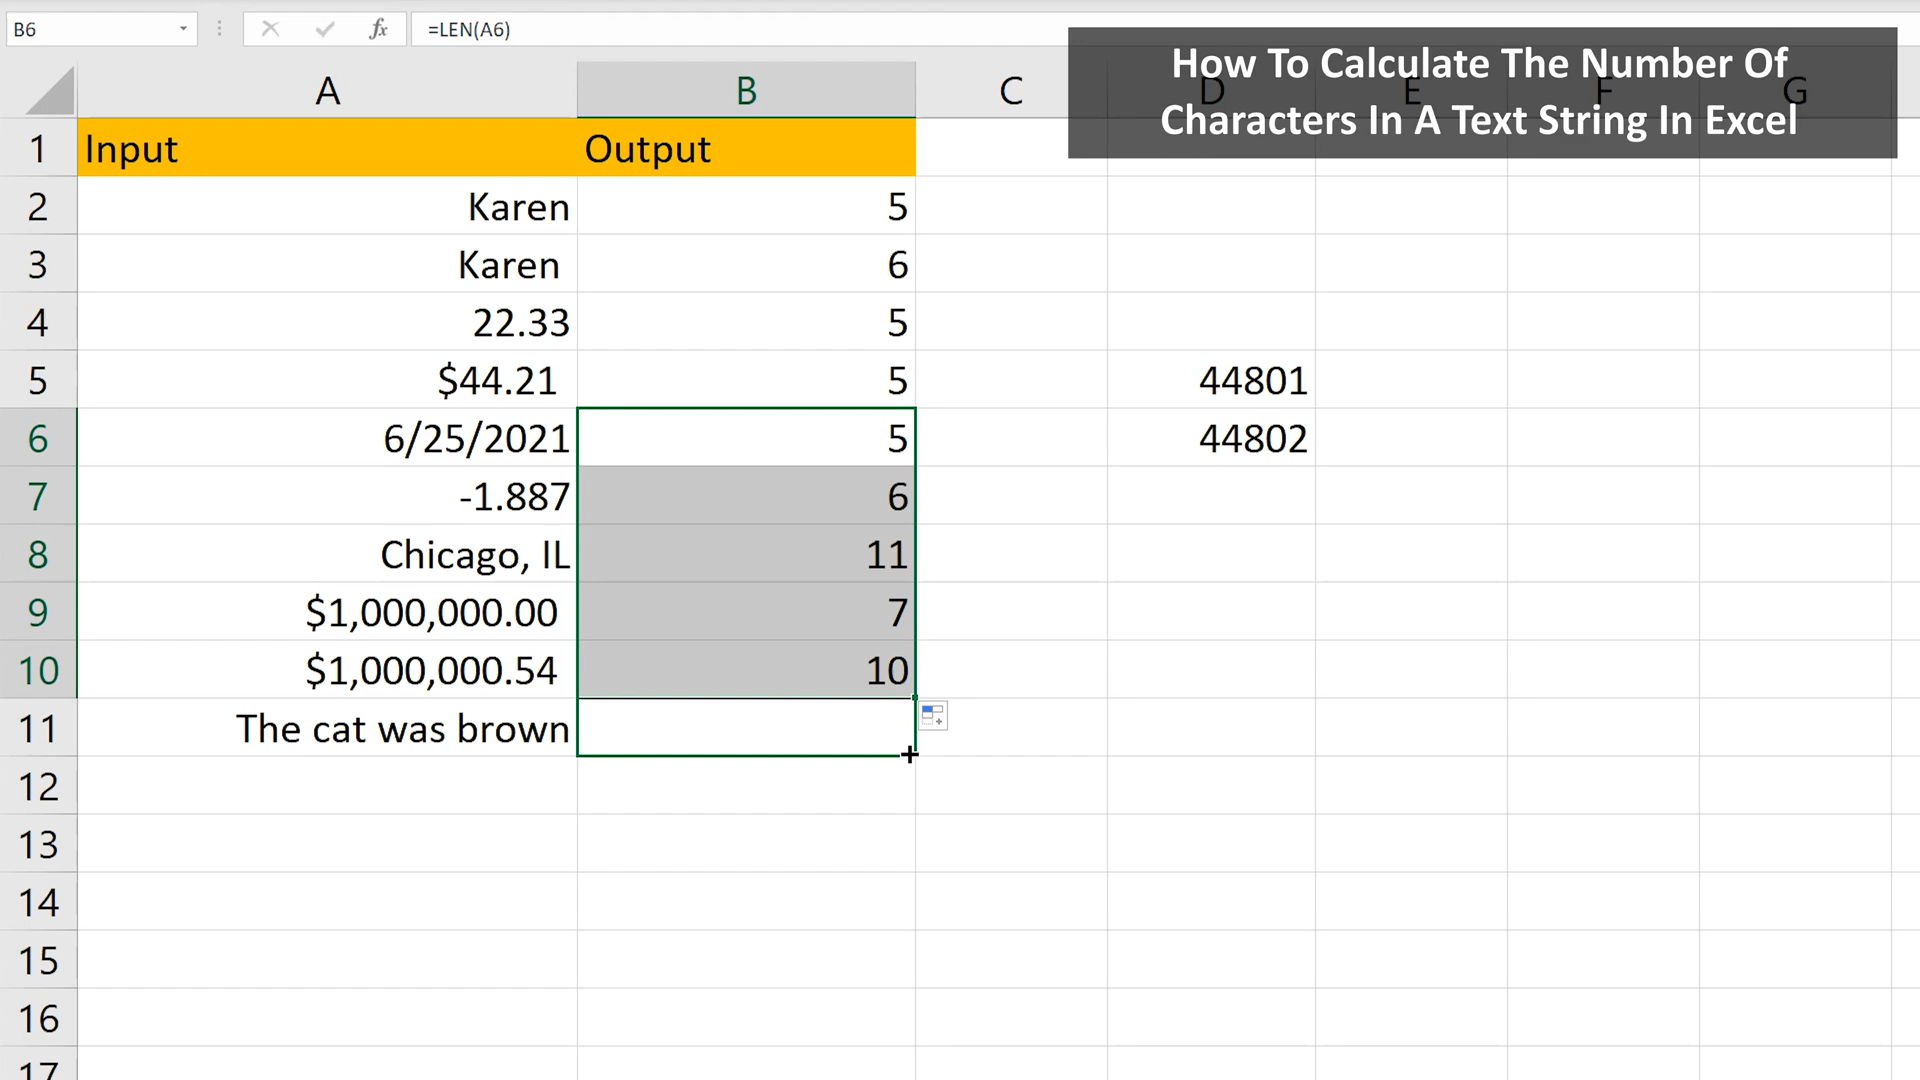 B6 fx =LEN(A6)
How To Calculate The Number Of
Characters In A Text String In Excel
A B C D E F G
1 Input Output
2 Karen 5
3 Karen 6
4 22.33 5
5 $44.21 5 44801
6 6/25/2021 5 44802
7 -1.887 6
8 Chicago, IL 11
9 $1,000,000.00 7
10 $1,000,000.54 10
11 The cat was brown
12
13
14
15
16
17